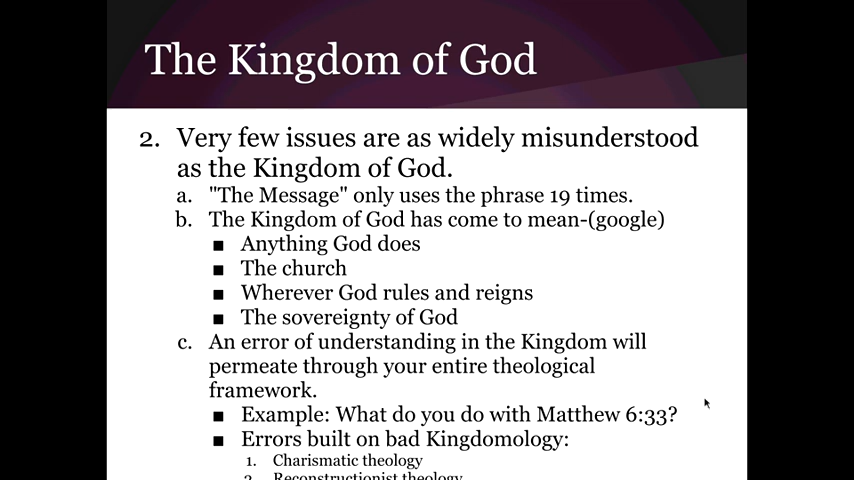 The Kingdom of God
2. Very few issues are as widely misunderstood
as the Kingdom of God.
a. "The Message" only uses the phrase 19 times.
b. The Kingdom of God has come to mean-(google)
■ Anything God does
■ The church
■ Wherever God rules and reigns
■ The sovereignty of God
c. An error of understanding in the Kingdom will
permeate through your entire theological
framework.
■ Example: What do you do with Matthew 6:33?
■ Errors built on bad Kingdomology:
1. Charismatic theology
2. Reconstructionist theology